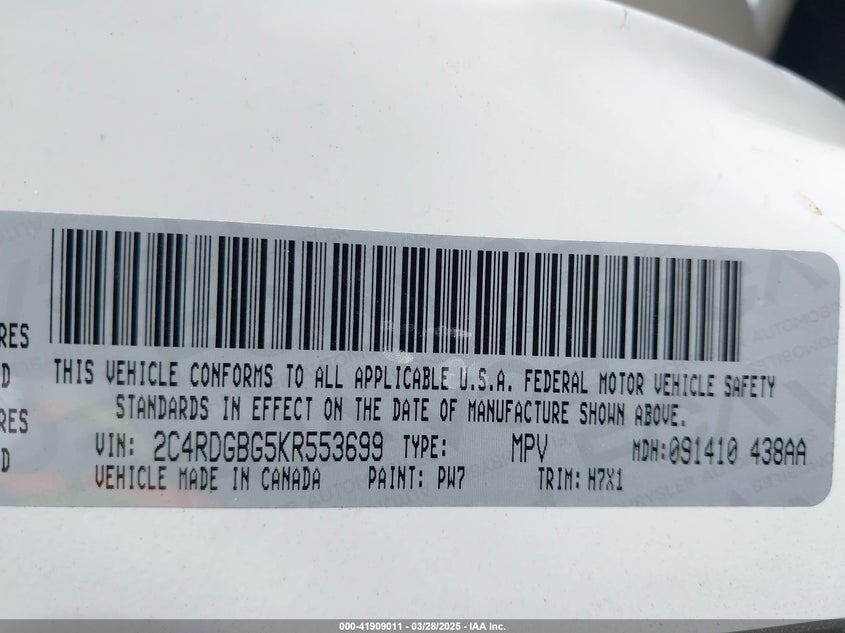 RES
D
RES
D
THIS VEHICLE CONFORMS TO ALL APPLICABLE U.S.A. FEDERAL MOTOR VEHICLE SAFETY
STANDARDS IN EFFECT ON THE DATE OF MANUFACTURE SHOWN ABOVE.
VIN: 2C4RDGBG5KR553699 TYPE: MPV MDH:091410 438AA
VEHICLE MADE IN CANADA PAINT: PW7 TRIM: H7X1
000-41909011 - 03/28/2025 - IAA Inc.